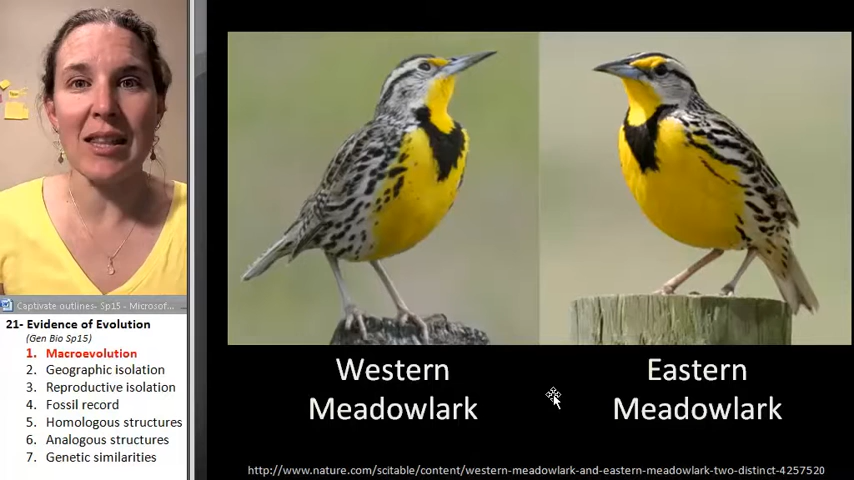 Captivate outlines- Sp15 - Microsof...
21- Evidence of Evolution
(Gen Bio Sp15)
1. Macroevolution
2. Geographic isolation
3. Reproductive isolation
4. Fossil record
5. Homologous structures
6. Analogous structures
7. Genetic similarities
Western
Meadowlark
Eastern
Meadowlark
http://www.nature.com/scitable/content/western-meadowlark-and-eastern-meadowlark-two-distinct-4257520